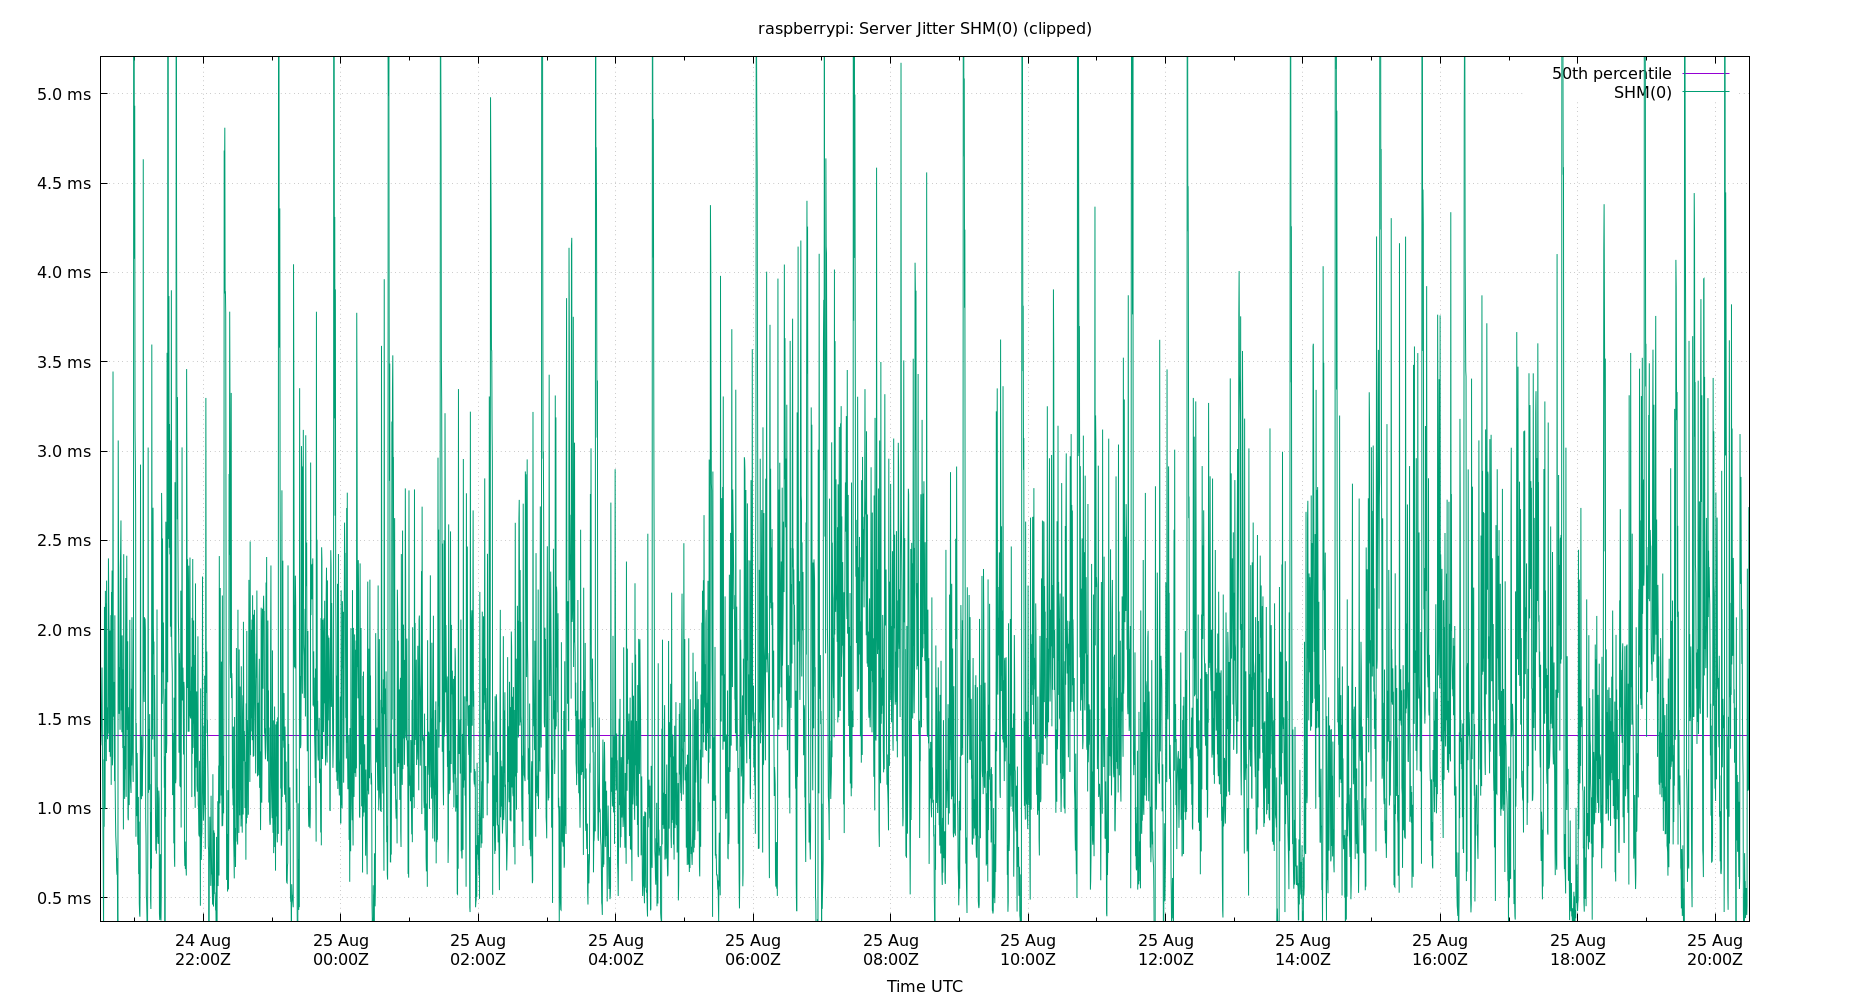 raspberrypi: Server Jitter SHM(0) (clipped)
50th percentile
SHM(0)
5.0 ms
4.5 ms
4.0 ms
3.5 ms
3.0 ms
2.5 ms
2.0 ms
1.5 ms
1.0 ms
0.5 ms
24 Aug 25 Aug 25 Aug 25 Aug 25 Aug 25 Aug 25 Aug 25 Aug 25 Aug 25 Aug 25 Aug 25 Aug
22:00Z 00:00Z 02:00Z 04:00Z 06:00Z 08:00Z 10:00Z 12:00Z 14:00Z 16:00Z 18:00Z 20:00Z
Time UTC